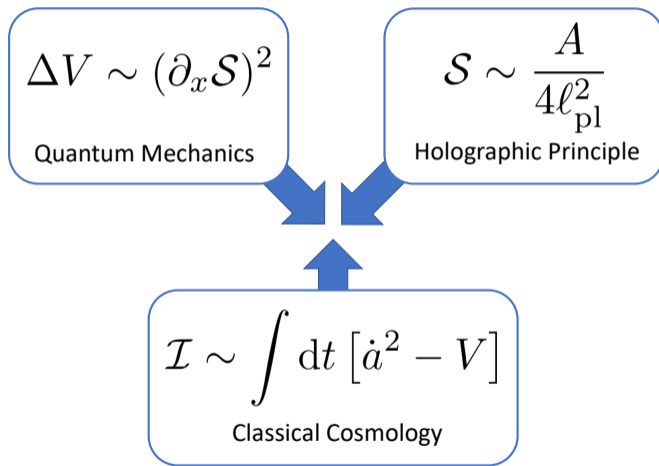 ΔV ∼ (∂ₓ𝒮)²
Quantum Mechanics
𝒮 ∼ A / 4ℓ²ₚₗ
Holographic Principle
ℐ ∼ ∫ dt [ȧ² − V]
Classical Cosmology